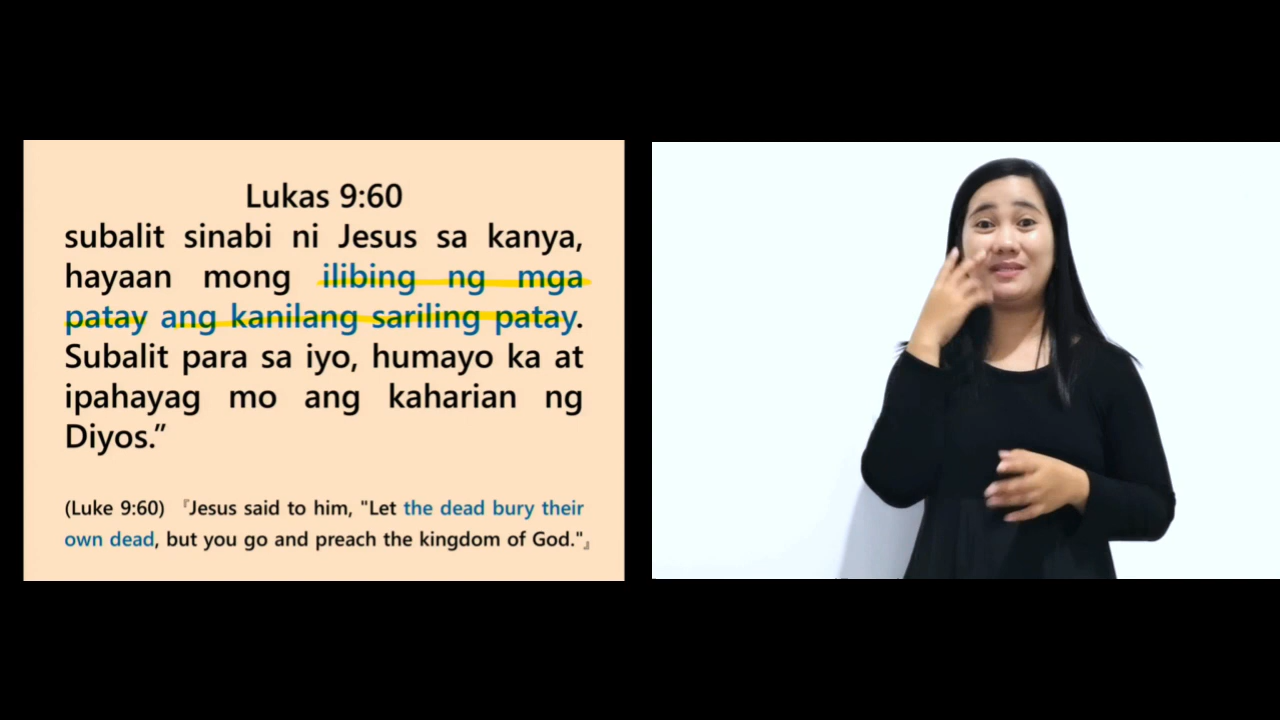 Lukas 9:60
subalit sinabi ni Jesus sa kanya,
hayaan mong ilibing ng mga
patay ang kanilang sariling patay.
Subalit para sa iyo, humayo ka at
ipahayag mo ang kaharian ng
Diyos.”
(Luke 9:60) 『Jesus said to him, "Let the dead bury their
own dead, but you go and preach the kingdom of God."』